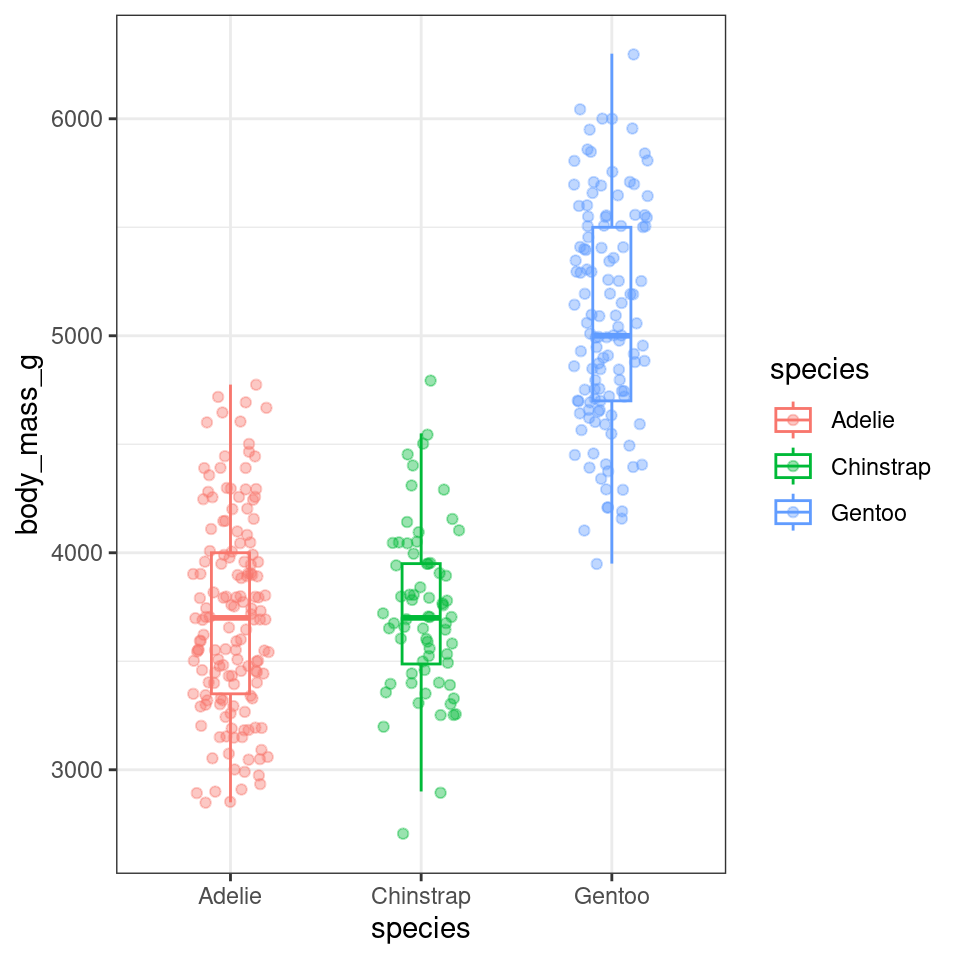 body_mass_g
6000
5000
4000
3000
Adelie
Chinstrap
Gentoo
species
species
Adelie
Chinstrap
Gentoo